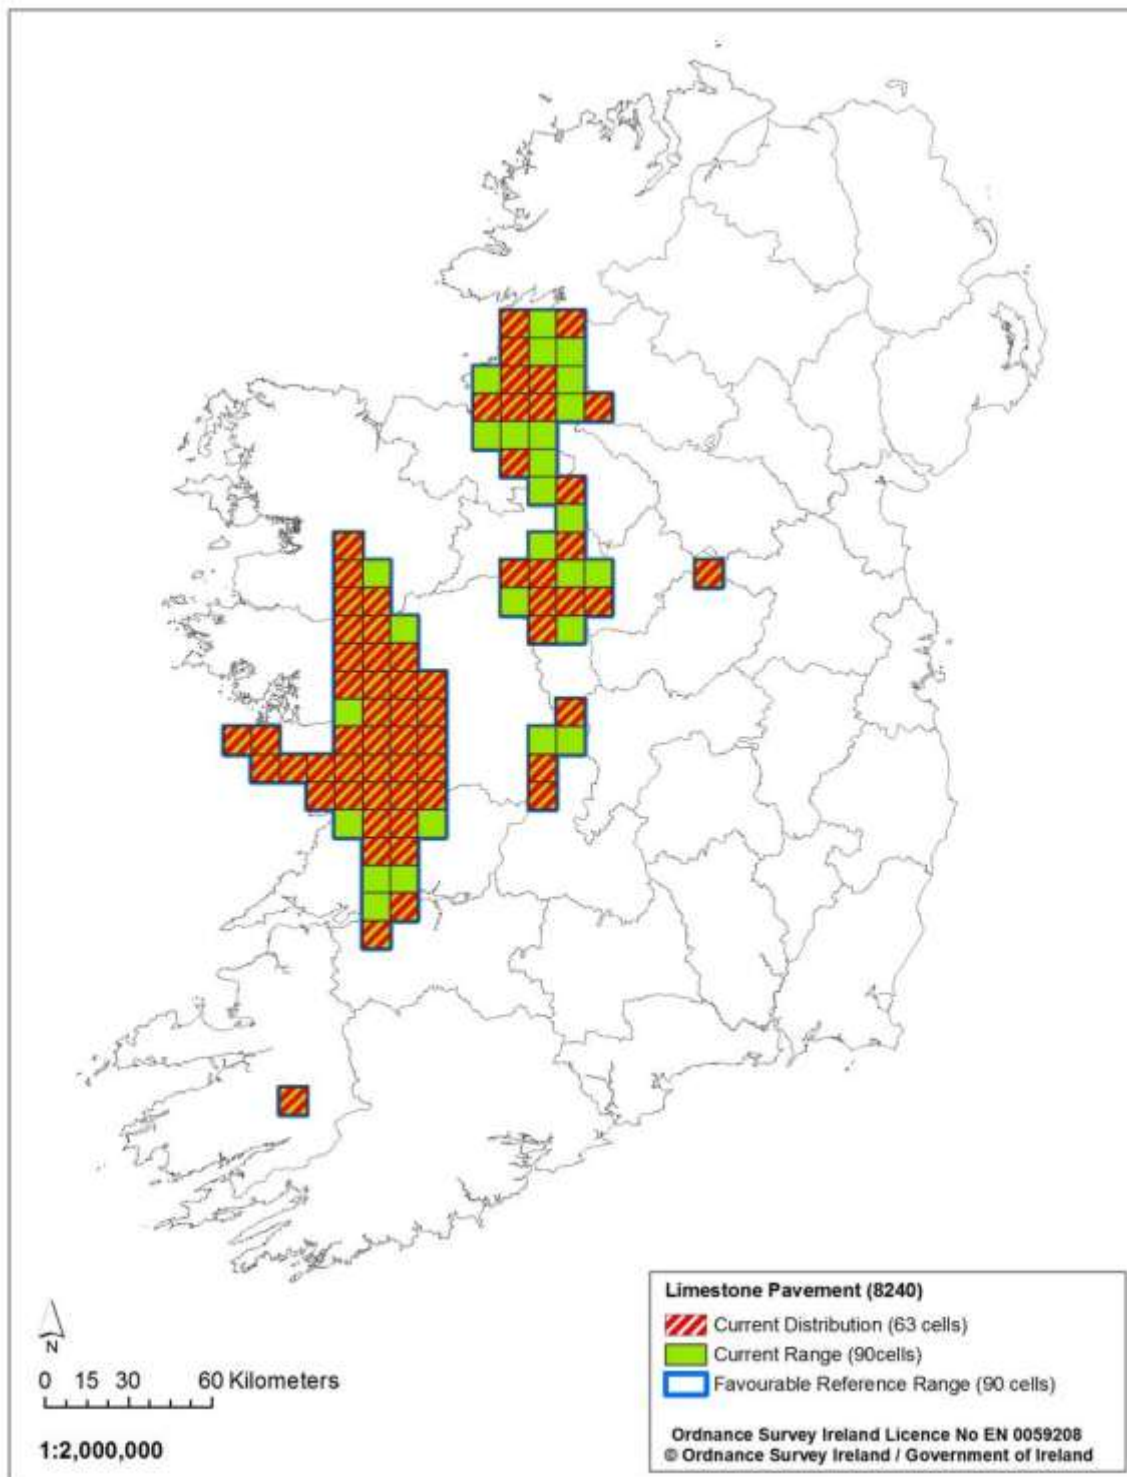 N
0 15 30 60 Kilometers
1:2,000,000
Limestone Pavement (8240)
Current Distribution (63 cells)
Current Range (90cells)
Favourable Reference Range (90 cells)
Ordnance Survey Ireland Licence No EN 0059208
© Ordnance Survey Ireland / Government of Ireland